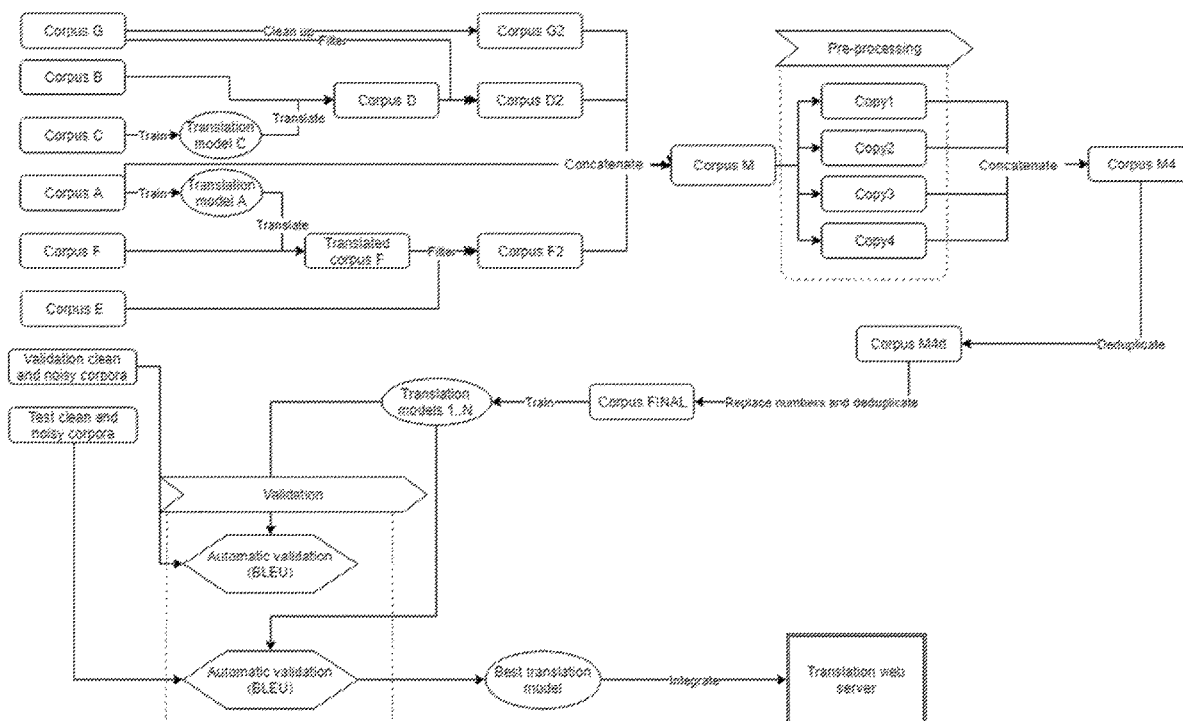 Corpus G
Clean up
Corpus G2
Filter
Pre-processing
Corpus B
Corpus D
Corpus D2
Copy1
Translate
Corpus C
Train
Translation
model C
Copy2
Concatenate
Corpus M
Concatenate
Corpus M4
Corpus A
Train
Translation
model A
Copy3
Translate
Corpus F
Translated
corpus F
Filter
Corpus F2
Copy4
Corpus E
Validation clean
and noisy corpora
Corpus M4d
Deduplicate
Test clean and
noisy corpora
Translation
models 1..N
Train
Corpus FINAL
Replace numbers and deduplicate
Validation
Automatic validation
(BLEU)
Automatic validation
(BLEU)
Best translation
model
Integrate
Translation web
server